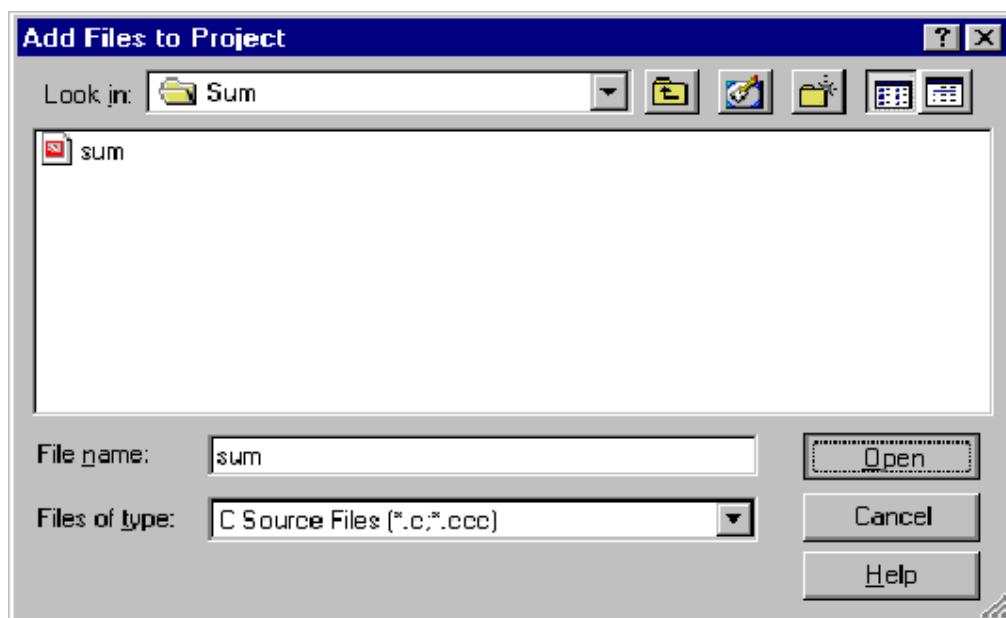 Add Files to Project
Look in: Sum
sum
File name: sum Open
Files of type: C Source Files (*.c;*.ccc) Cancel
Help